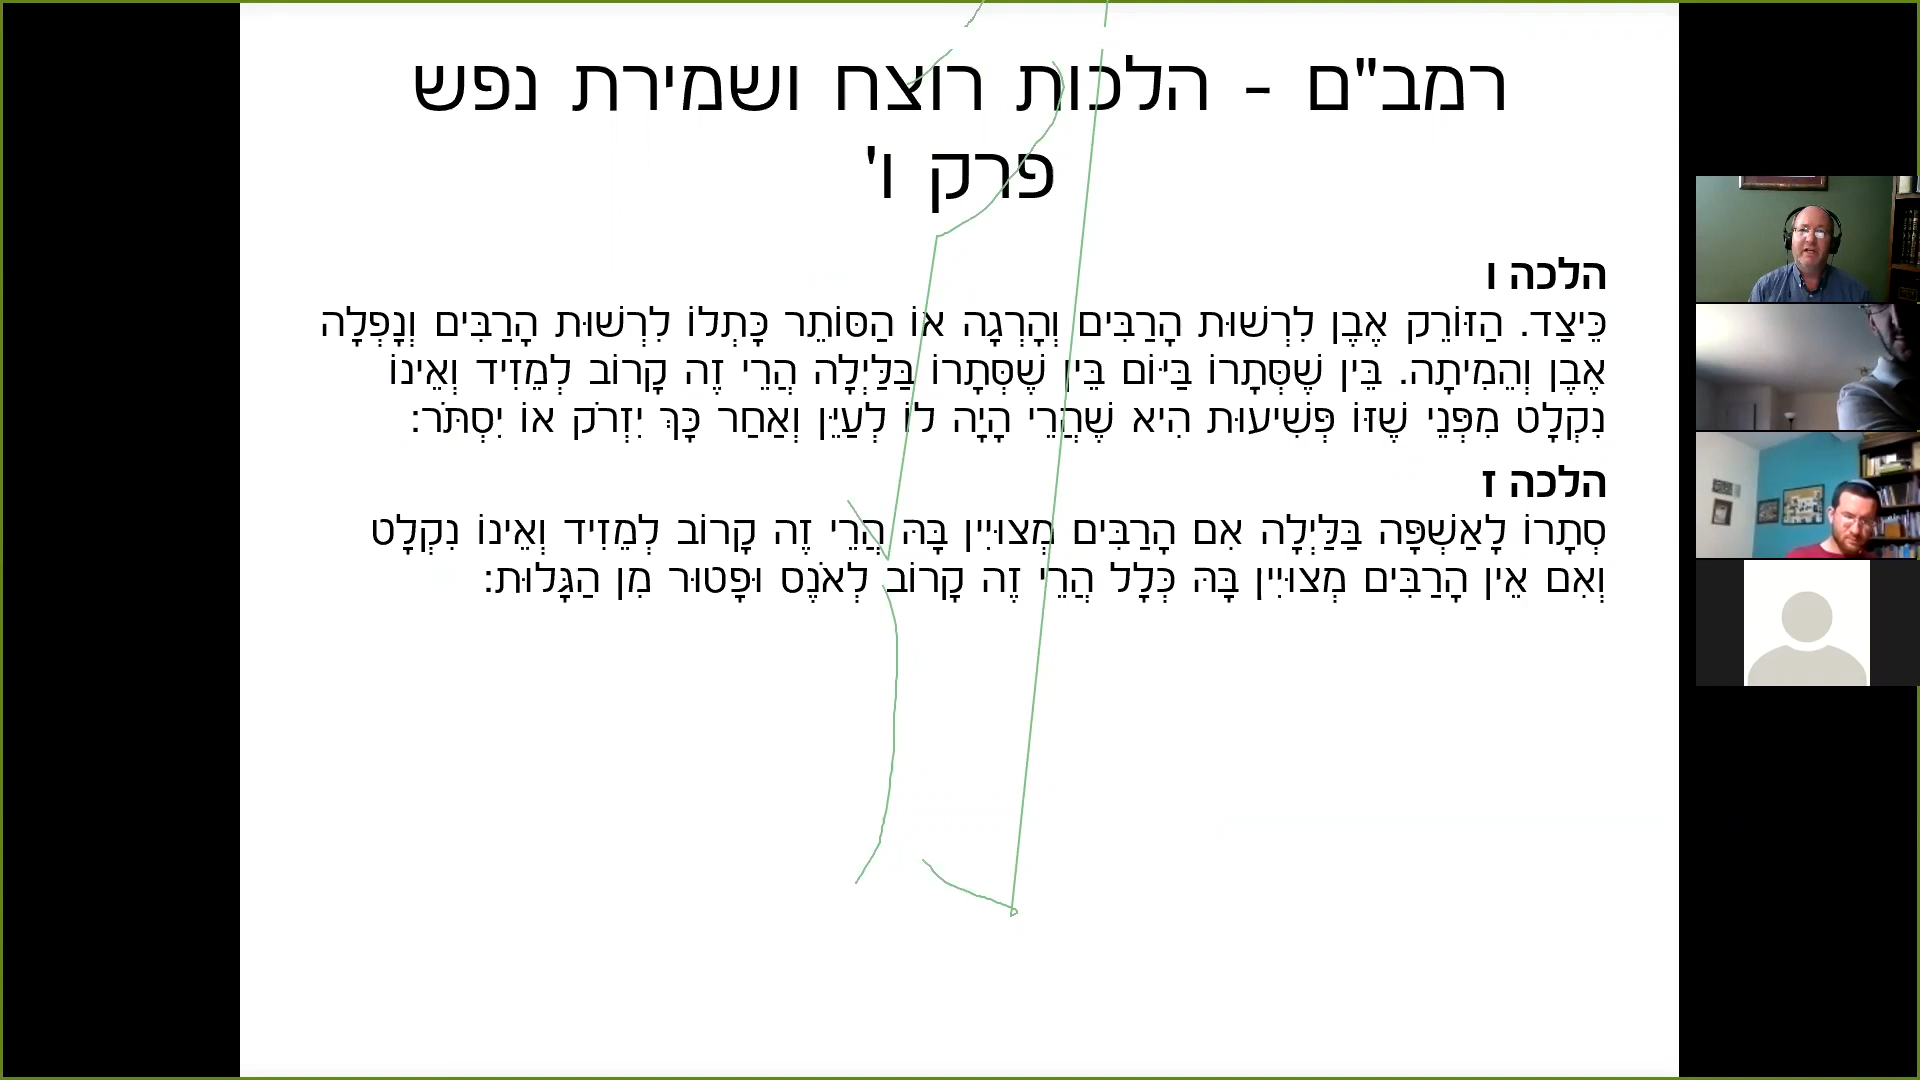 רמב"ם - הלכות רוצח ושמירת נפש
פרק ו'
הלכה ו
כֵּיצַד. הַזּוֹרֵק אֶבֶן לִרְשׁוּת הָרַבִּים וְהָרְגָה אוֹ הַסּוֹתֵר כָּתְלוֹ לִרְשׁוּת הָרַבִּים וְנָפְלָה
אֶבֶן וְהֵמִיתָה. בֵּין שֶׁסְּתָרוֹ בַּיּוֹם בֵּין שֶׁסְּתָרוֹ בַּלַּיְלָה הֲרֵי זֶה קָרוֹב לְמֵזִיד וְאֵינוֹ
נִקְלָט מִפְּנֵי שֶׁזּוֹ פְּשִׁיעוּת הִיא שֶׁהֲרֵי הָיָה לוֹ לְעַיֵּן וְאַחַר כָּךְ יִזְרֹק אוֹ יִסְתֹּר:
הלכה ז
סְתָרוֹ לָאַשְׁפָּה בַּלַּיְלָה אִם הָרַבִּים מְצוּיִין בָּהּ הֲרֵי זֶה קָרוֹב לְמֵזִיד וְאֵינוֹ נִקְלָט
וְאִם אֵין הָרַבִּים מְצוּיִין בָּהּ כְּלָל הֲרֵי זֶה קָרוֹב לְאֹנֶס וּפָטוּר מִן הַגָּלוּת: